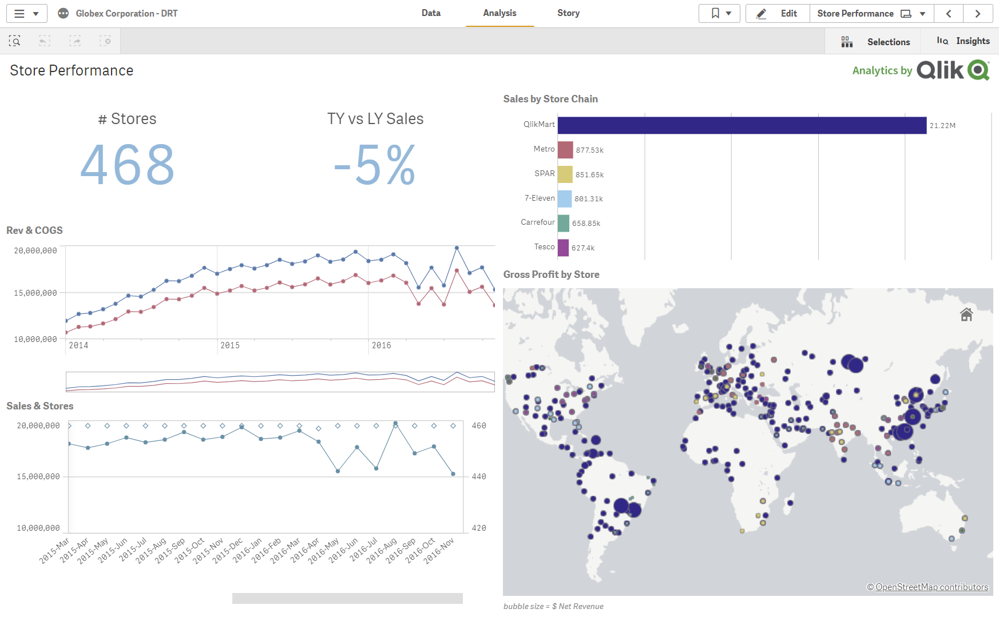 Globex Corporation - DRT
Data
Analysis
Story
Edit
Store Performance
Selections
Insights
Store Performance
Analytics by Qlik
# Stores
468
TY vs LY Sales
-5%
Rev & COGS
20,000,000
15,000,000
10,000,000
2014
2015
2016
Sales & Stores
20,000,000
15,000,000
10,000,000
460
440
420
2015-Mar
2015-Apr
2015-May
2015-Jun
2015-Jul
2015-Aug
2015-Sep
2015-Oct
2015-Nov
2015-Dec
2016-Jan
2016-Feb
2016-Mar
2016-Apr
2016-May
2016-Jun
2016-Jul
2016-Aug
2016-Sep
2016-Oct
2016-Nov
Sales by Store Chain
QlikMart 21.22M
Metro 877.53k
SPAR 851.65k
7-Eleven 801.31k
Carrefour 658.85k
Tesco 627.4k
Gross Profit by Store
© OpenStreetMap contributors
bubble size = $ Net Revenue